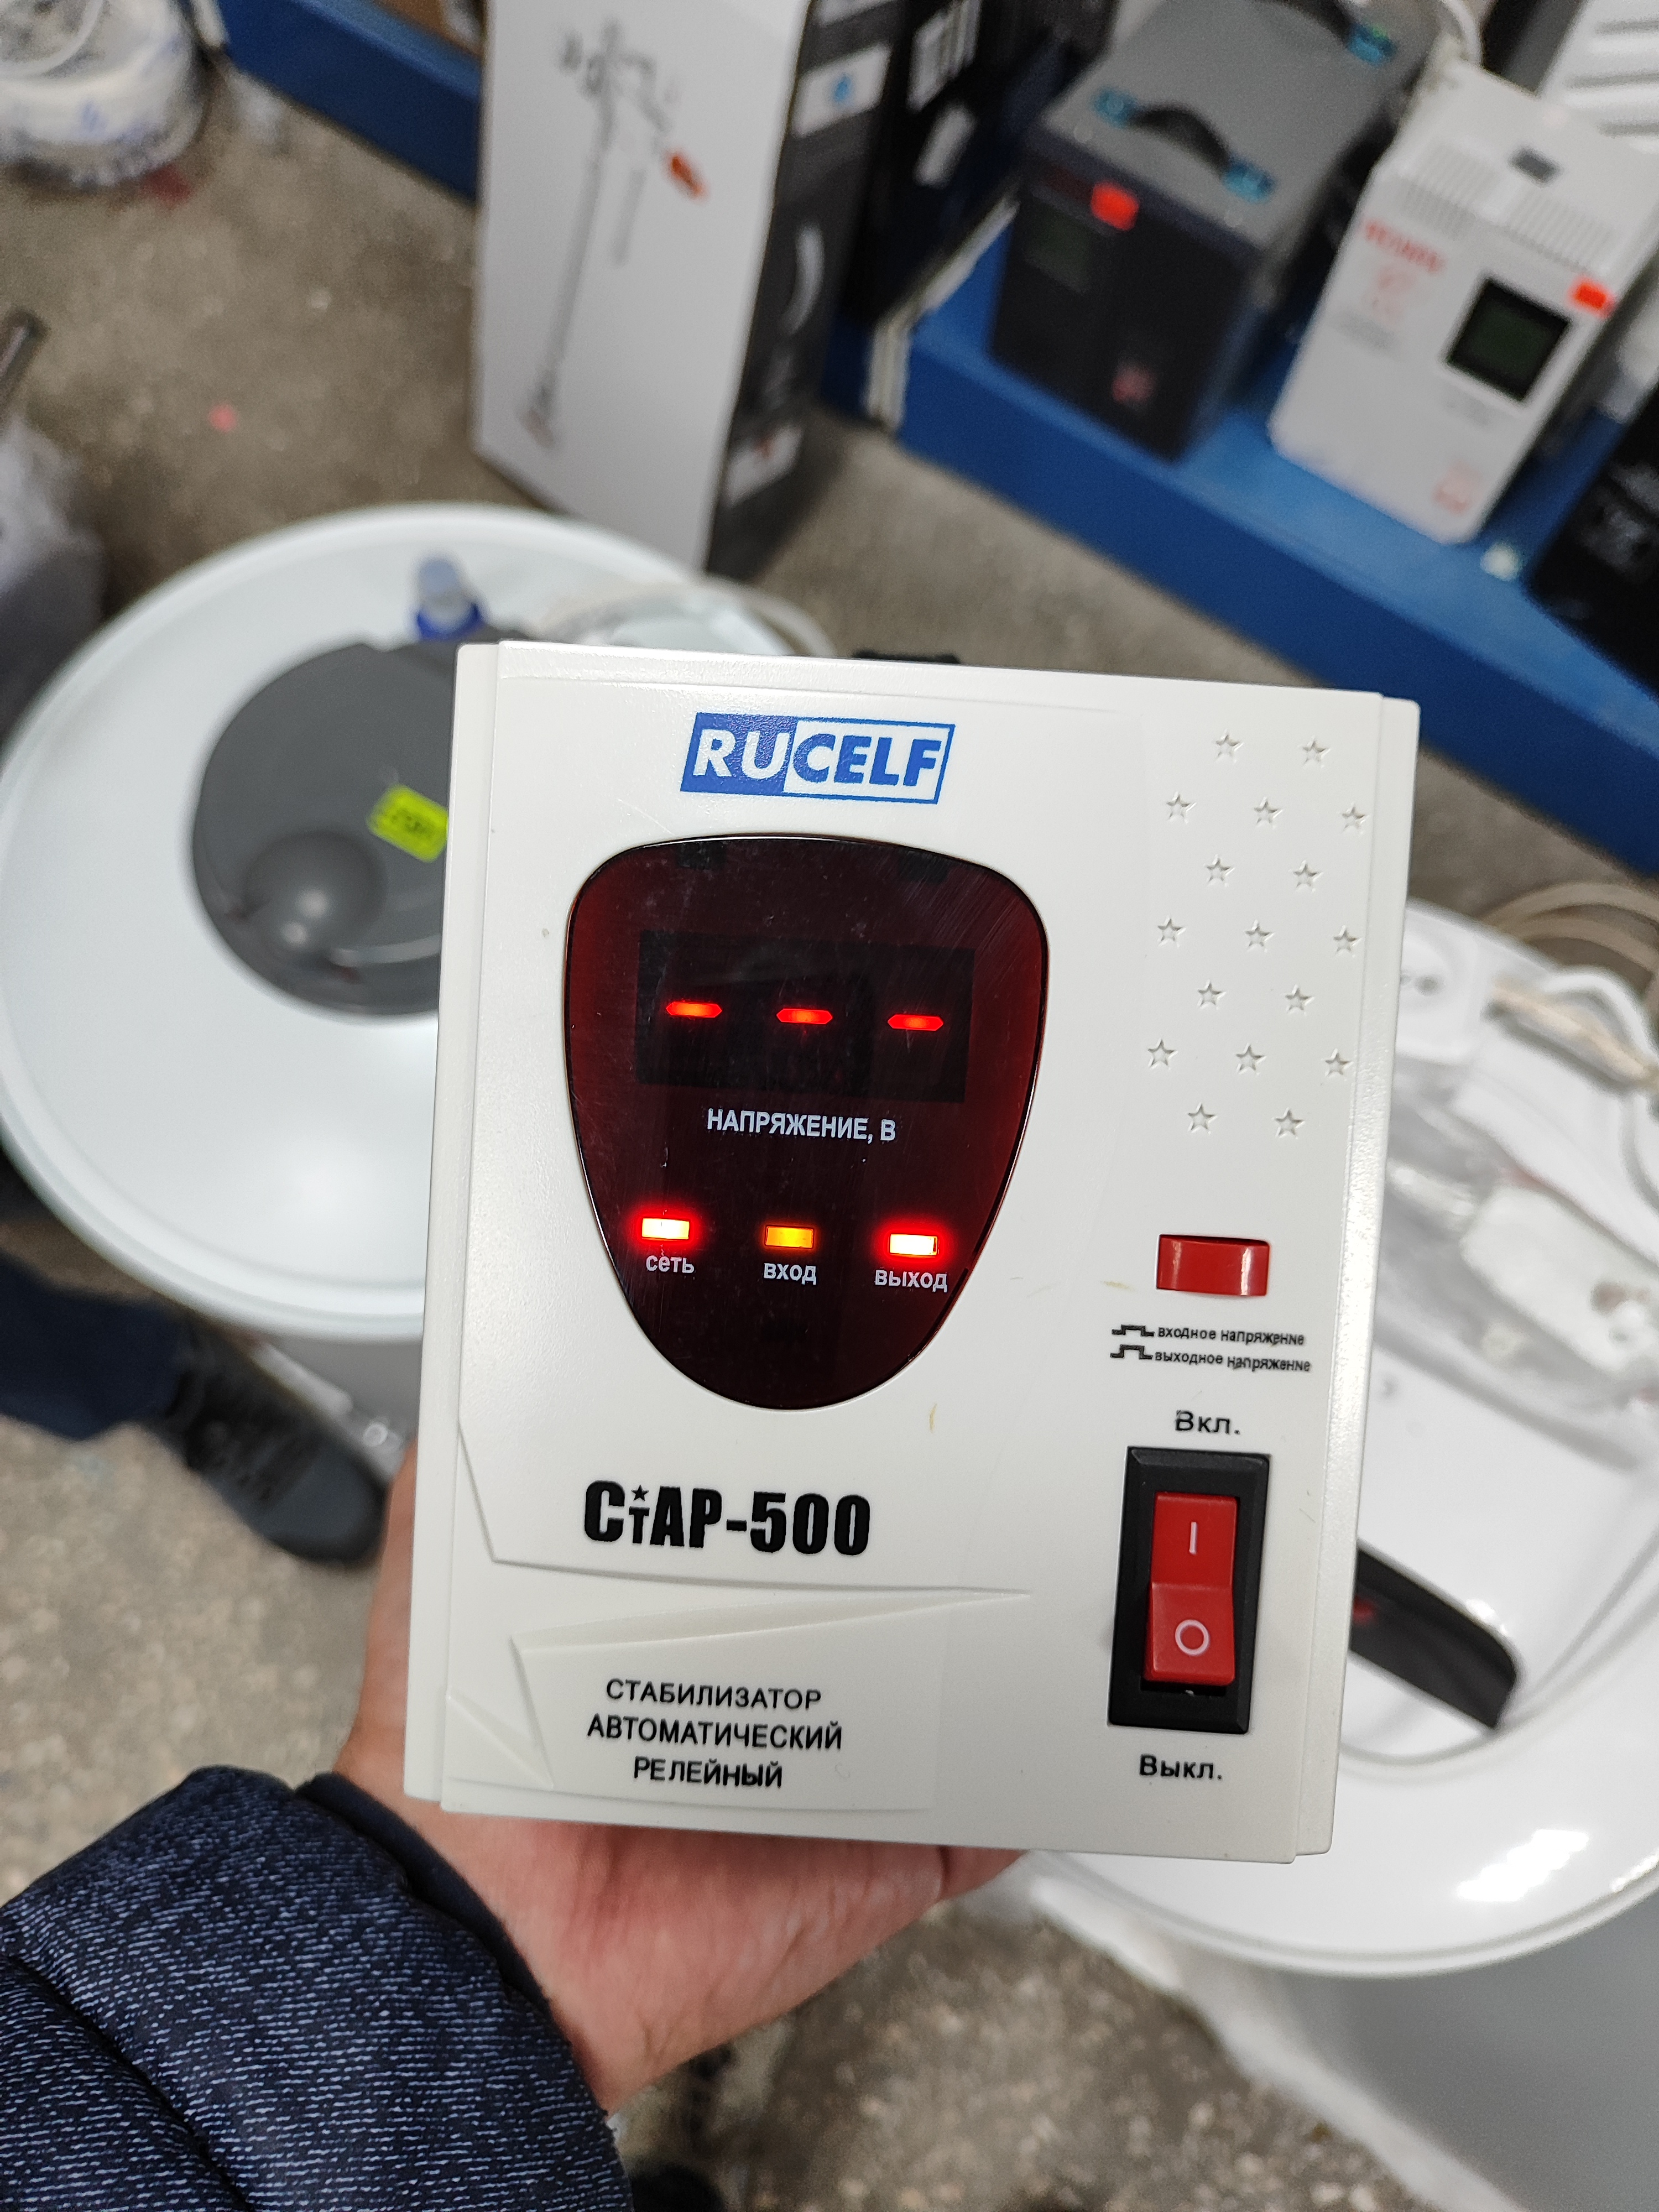 RUCELF
- - -
НАПРЯЖЕНИЕ, В
сеть вход выход
входное напряжение
выходное напряжение
Вкл.
I
O
Выкл.
СтАР-500
СТАБИЛИЗАТОР
АВТОМАТИЧЕСКИЙ
РЕЛЕЙНЫЙ